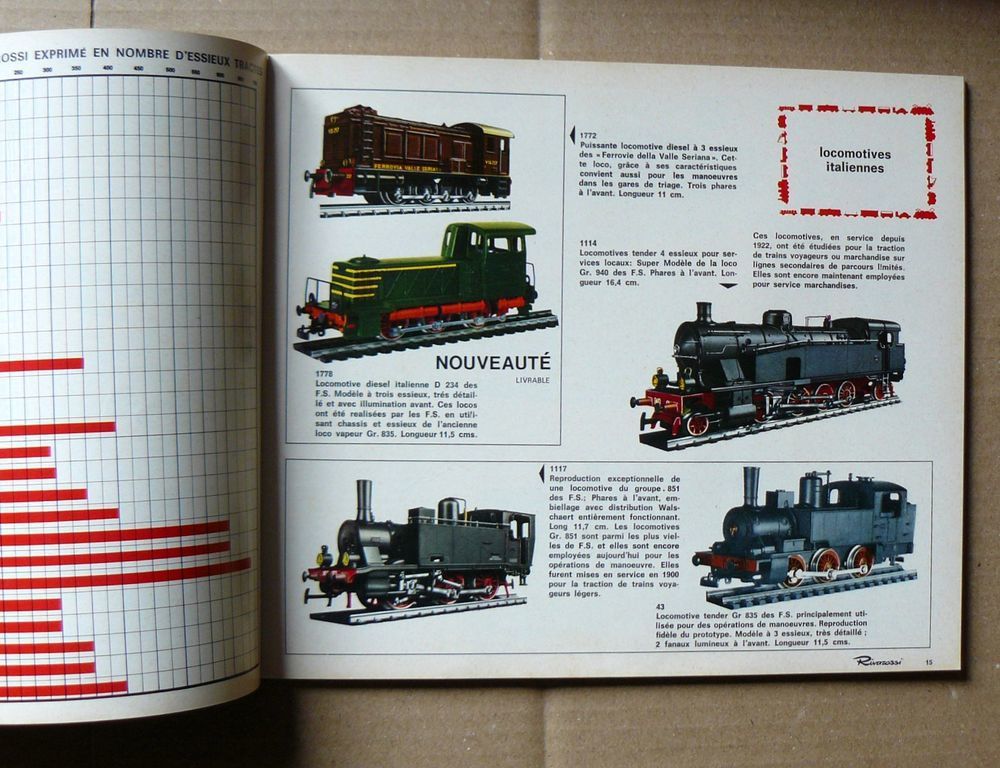 OSSI EXPRIMÉ EN NOMBRE D'ESSIEUX TRACTÉS
250 300 350 400 450 500 550
1772
Puissante locomotive diesel à 3 essieux
des « Ferrovie della Valle Seriana ». Cet-
te loco, grâce à ses caractéristiques
convient aussi pour les manoeuvres
dans les gares de triage. Trois phares
à l'avant. Longueur 11 cm.
locomotives
italiennes
FERROVIA VALLE SERIANA
1114
Locomotives tender 4 essieux pour ser-
vices locaux: Super Modèle de la loco
Gr. 940 des F.S. Phares à l'avant. Lon-
gueur 16,4 cm.
Ces locomotives, en service depuis
1922, ont été étudiées pour la traction
de trains voyageurs ou marchandise sur
lignes secondaires de parcours limités.
Elles sont encore maintenant employées
pour service marchandises.
NOUVEAUTÉ
LIVRABLE
1778
Locomotive diesel italienne D 234 des
F.S. Modèle à trois essieux, trés détail-
lé et avec illumination avant. Ces locos
ont été realisées par les F.S. en utili-
sant chassis et essieux de l'ancienne
loco vapeur Gr. 835. Longueur 11,5 cms.
1117
Reproduction exceptionnelle de
une locomotive du groupe. 851
des F.S.; Phares à l'avant, em-
biellage avec distribution Wals-
chaert entièrement fonctionnant.
Long 11,7 cm. Les locomotives
Gr. 851 sont parmi les plus viel-
les de F.S. et elles sont encore
employées aujourd'hui pour les
opérations de manoeuvre. Elles
furent mises en service en 1900
pour la traction de trains voya-
geurs légers.
43
Locomotive tender Gr 835 des F.S. principalement uti-
lisée pour des opérations de manoeuvres. Reproduction
fidèle du prototype. Modèle à 3 essieux, très détaillé ;
2 fanaux lumineux à l'avant. Longueur 11,5 cms.
Rivarossi 15